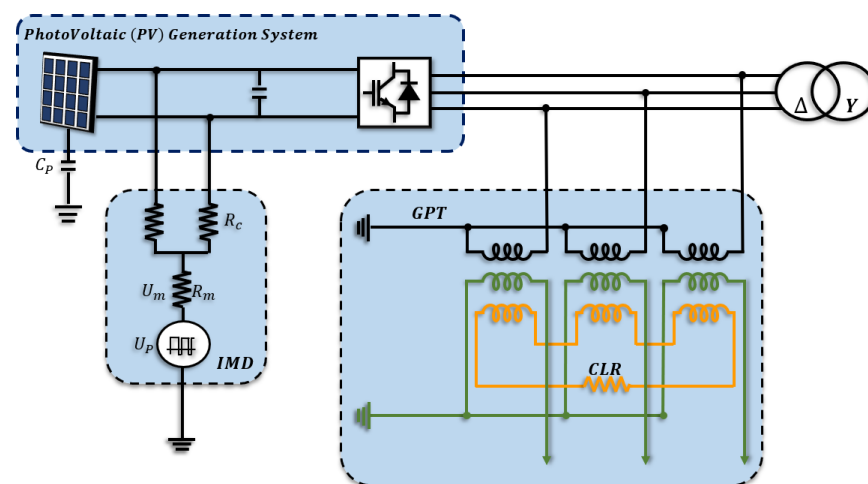 PhotoVoltaic (PV) Generation System
Δ Y
C_P
R_c
GPT
U_m R_m
U_P
IMD
CLR